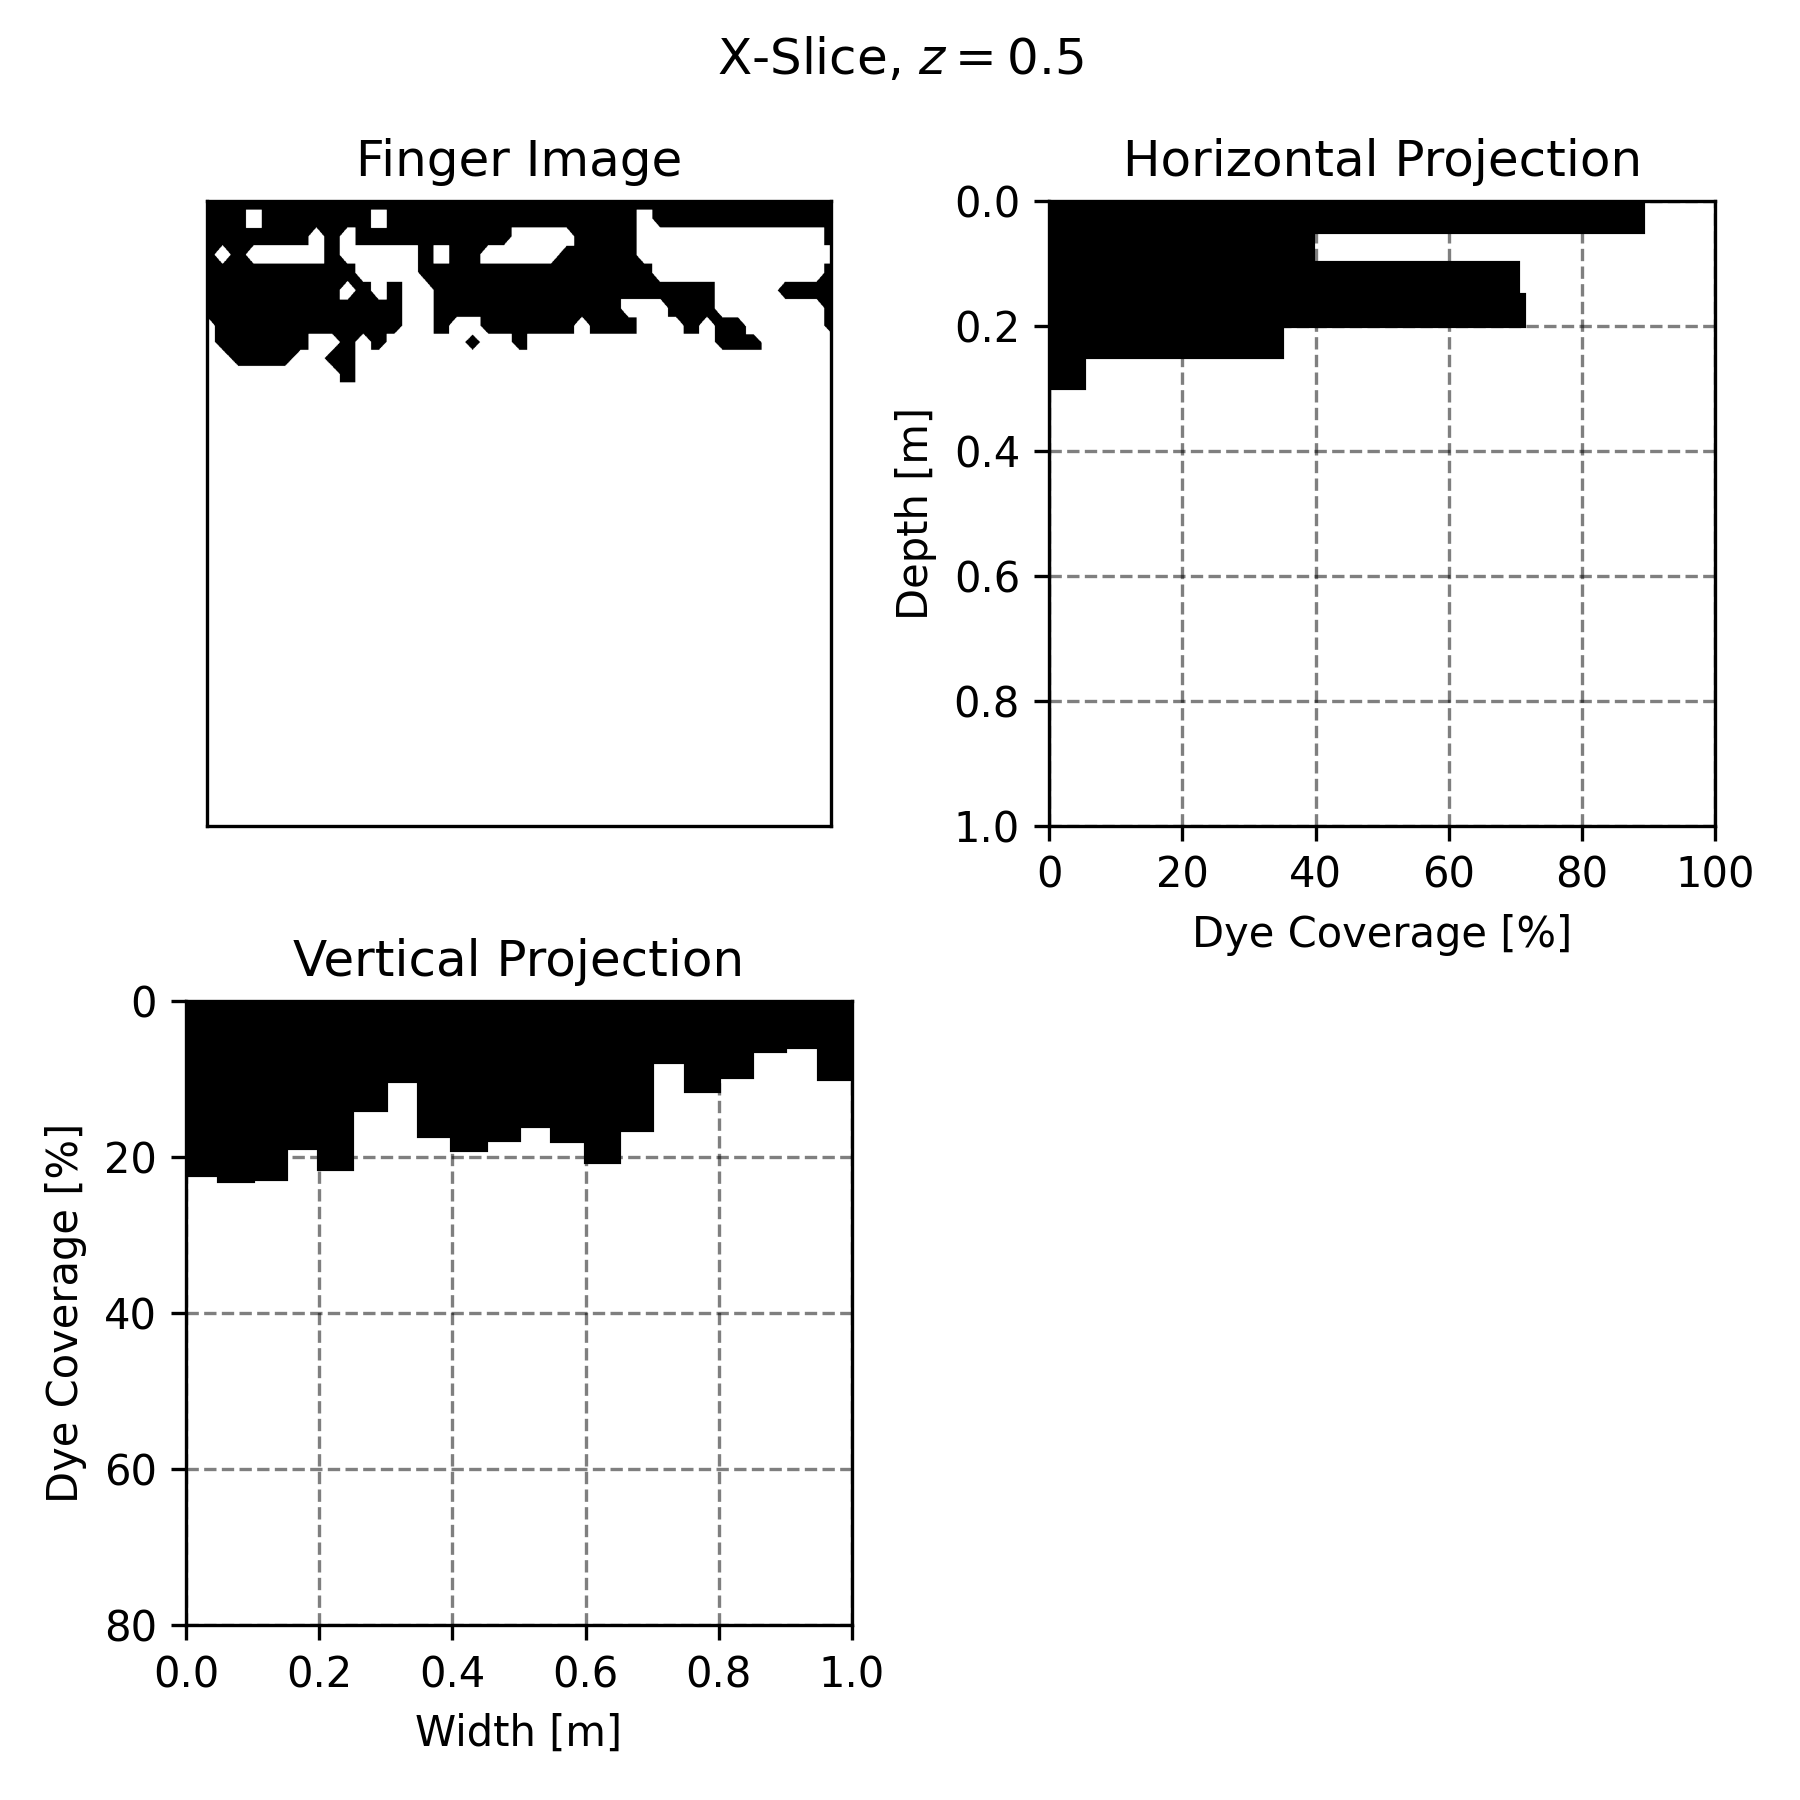 X-Slice, z = 0.5
Finger Image
Horizontal Projection
0.0
0.2
0.4
0.6
0.8
1.0
Depth [m]
0 20 40 60 80 100
Dye Coverage [%]
Vertical Projection
0
20
40
60
80
Dye Coverage [%]
0.0 0.2 0.4 0.6 0.8 1.0
Width [m]